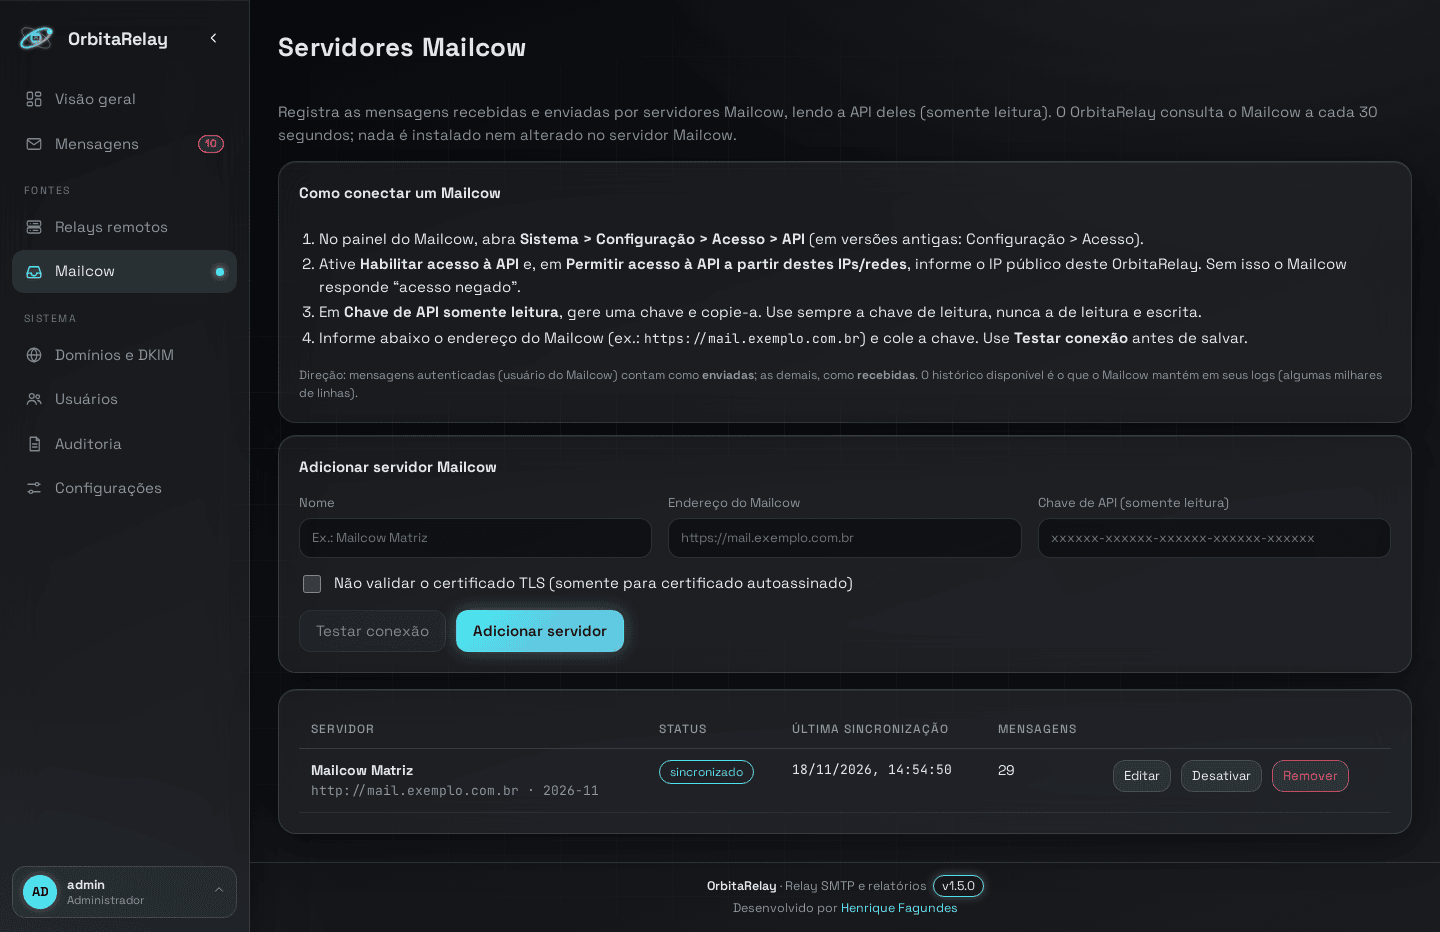 OrbitaRelay
Visão geral
Mensagens 10
FONTES
Relays remotos
Mailcow
SISTEMA
Domínios e DKIM
Usuários
Auditoria
Configurações
AD
admin
Administrador
Servidores Mailcow
Registra as mensagens recebidas e enviadas por servidores Mailcow, lendo a API deles (somente leitura). O OrbitaRelay consulta o Mailcow a cada 30
segundos; nada é instalado nem alterado no servidor Mailcow.
Como conectar um Mailcow
1. No painel do Mailcow, abra Sistema > Configuração > Acesso > API (em versões antigas: Configuração > Acesso).
2. Ative Habilitar acesso à API e, em Permitir acesso à API a partir destes IPs/redes, informe o IP público deste OrbitaRelay. Sem isso o Mailcow
responde “acesso negado”.
3. Em Chave de API somente leitura, gere uma chave e copie-a. Use sempre a chave de leitura, nunca a de leitura e escrita.
4. Informe abaixo o endereço do Mailcow (ex.: https://mail.exemplo.com.br) e cole a chave. Use Testar conexão antes de salvar.
Direção: mensagens autenticadas (usuário do Mailcow) contam como enviadas; as demais, como recebidas. O histórico disponível é o que o Mailcow mantém em seus logs (algumas milhares
de linhas).
Adicionar servidor Mailcow
Nome Endereço do Mailcow Chave de API (somente leitura)
Ex.: Mailcow Matriz https://mail.exemplo.com.br xxxxxx-xxxxxx-xxxxxx-xxxxxx-xxxxxx
Não validar o certificado TLS (somente para certificado autoassinado)
Testar conexão Adicionar servidor
SERVIDOR STATUS ÚLTIMA SINCRONIZAÇÃO MENSAGENS
Mailcow Matriz sincronizado 18/11/2026, 14:54:50 29 Editar Desativar Remover
http://mail.exemplo.com.br · 2026-11
OrbitaRelay · Relay SMTP e relatórios v1.5.0
Desenvolvido por Henrique Fagundes